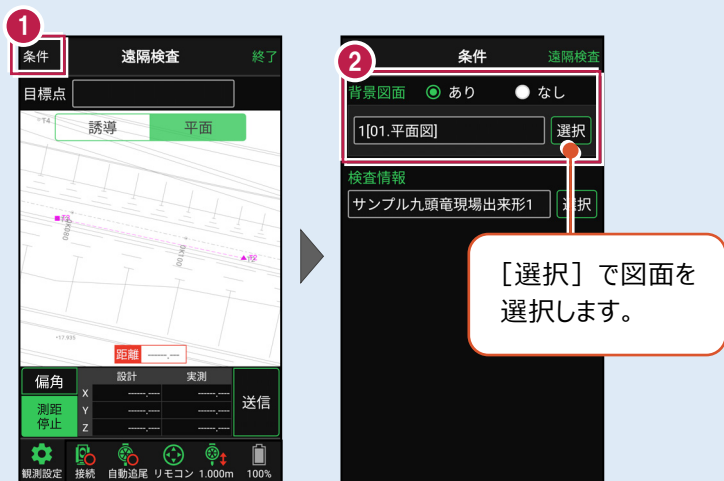 1
条件 遠隔検査 終了
目標点
T4
誘導 平面
0K080
0K100
距離 -----.---
設計 実測
偏角
X -----.--- -----.---
測距
停止
Y -----.--- -----.---
Z -----.--- -----.---
送信
観測設定 接続 自動追尾 リモコン 1.000m 100%
2
条件 遠隔検査
背景図面 あり なし
1[01.平面図] 選択
検査情報
サンプル九頭竜現場出来形1 選択
［選択］で図面を
選択します。